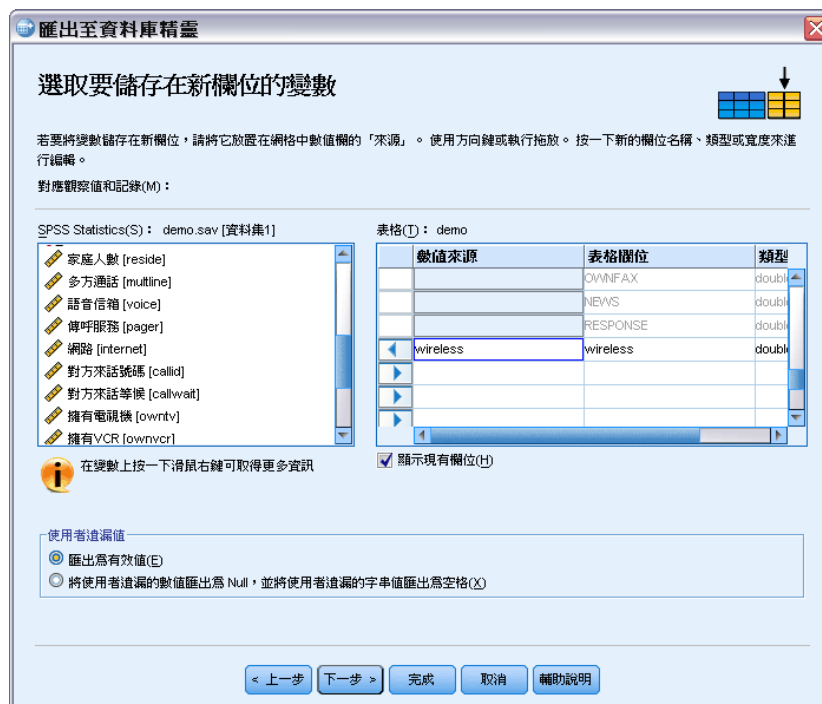 匯出至資料庫精靈
選取要儲存在新欄位的變數
若要將變數儲存在新欄位，請將它放置在網格中數值欄的「來源」。 使用方向鍵或執行拖放。 按一下新的欄位名稱、類型或寬度來進
行編輯。
對應觀察值和記錄(M)：
SPSS Statistics(S)： demo.sav [資料集1]
家庭人數 [reside]
多方通話 [multline]
語音信箱 [voice]
傳呼服務 [pager]
網路 [internet]
對方來話號碼 [callid]
對方來話等候 [callwait]
擁有電視機 [owntv]
擁有VCR [ownvcr]
在變數上按一下滑鼠右鍵可取得更多資訊
表格(T)： demo
數值來源 表格欄位 類型
OWNFAX doubl
NEWS doubl
RESPONSE doubl
wireless wireless doubl
顯示現有欄位(H)
使用者遺漏值
匯出為有效值(E)
將使用者遺漏的數值匯出為 Null，並將使用者遺漏的字串值匯出為空格(X)
< 上一步 下一步 > 完成 取消 輔助說明